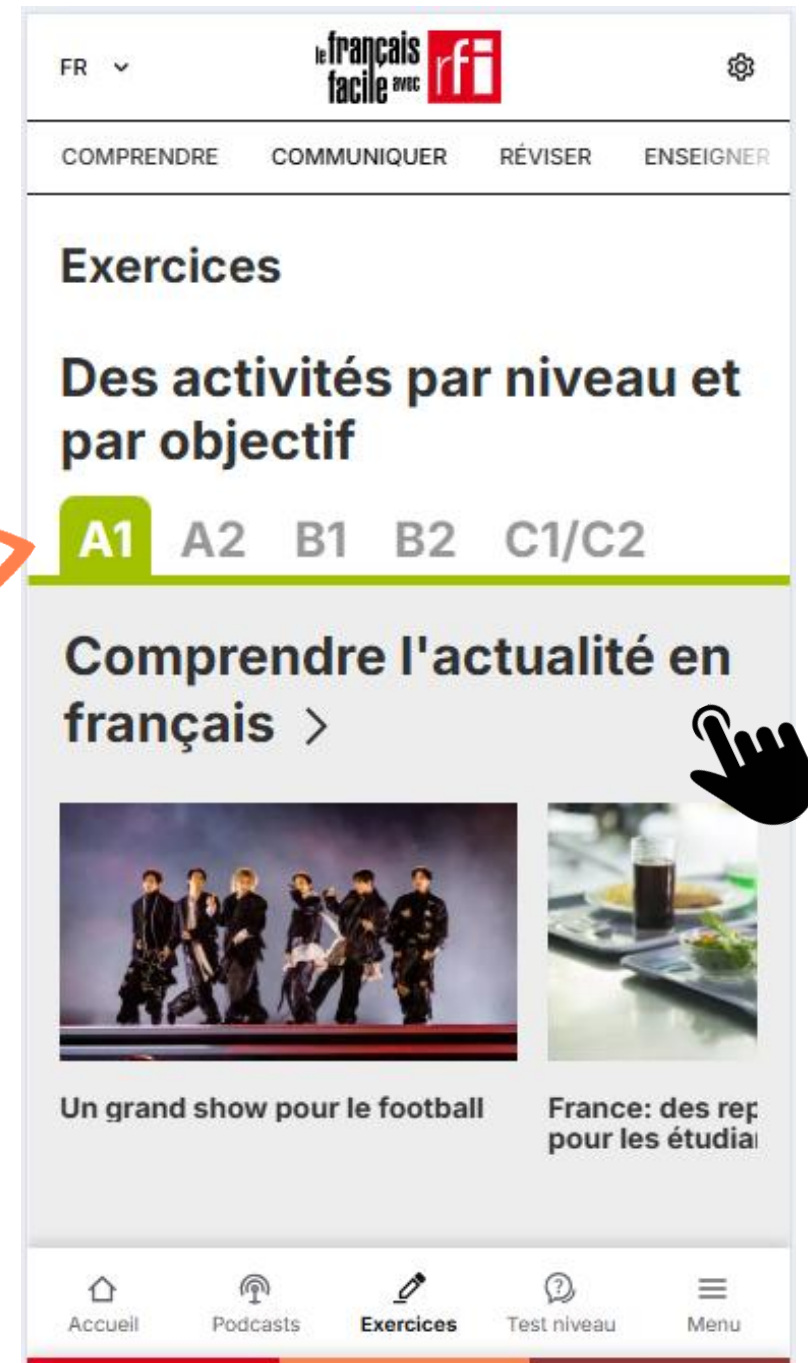 FR
le français facile avec rfi
COMPRENDRE COMMUNIQUER RÉVISER ENSEIGNER
Exercices
Des activités par niveau et
par objectif
A1 A2 B1 B2 C1/C2
Comprendre l'actualité en
français >
Un grand show pour le football
France: des rep
pour les étudia
Accueil Podcasts Exercices Test niveau Menu